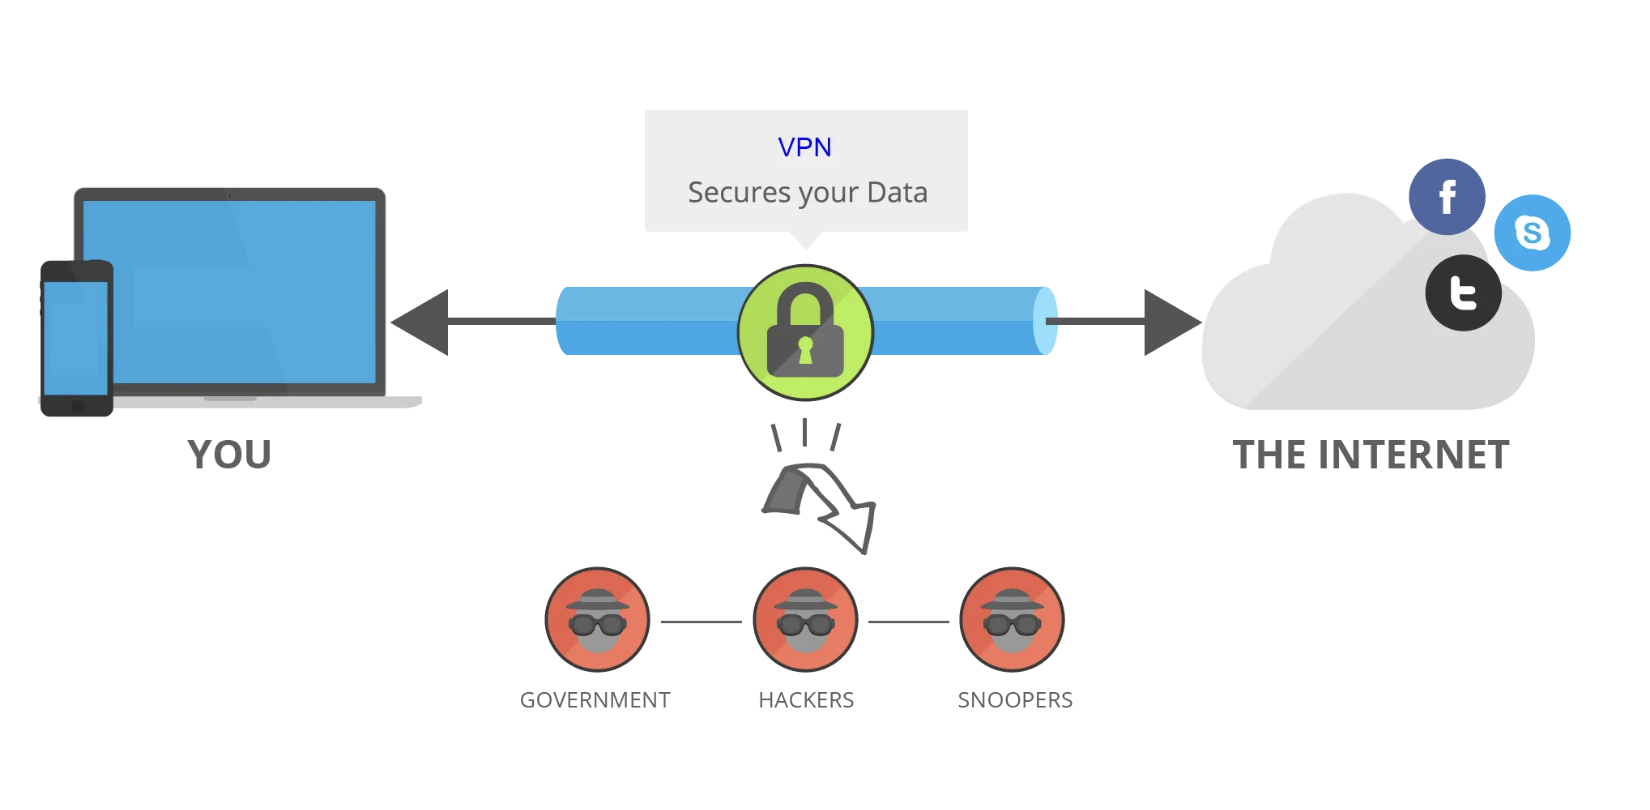 VPN
Secures your Data
f
S
t
YOU
THE INTERNET
GOVERNMENT
HACKERS
SNOOPERS